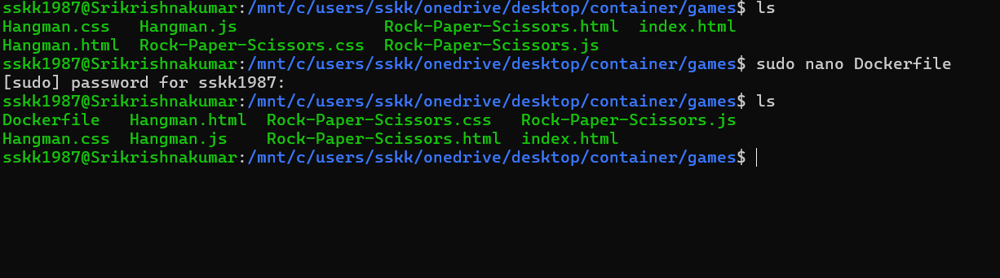 sskk1987@Srikrishnakumar:/mnt/c/users/sskk/onedrive/desktop/container/games$ ls
Hangman.css   Hangman.js               Rock-Paper-Scissors.html  index.html
Hangman.html  Rock-Paper-Scissors.css  Rock-Paper-Scissors.js
sskk1987@Srikrishnakumar:/mnt/c/users/sskk/onedrive/desktop/container/games$ sudo nano Dockerfile
[sudo] password for sskk1987:
sskk1987@Srikrishnakumar:/mnt/c/users/sskk/onedrive/desktop/container/games$ ls
Dockerfile   Hangman.html  Rock-Paper-Scissors.css   Rock-Paper-Scissors.js
Hangman.css  Hangman.js    Rock-Paper-Scissors.html  index.html
sskk1987@Srikrishnakumar:/mnt/c/users/sskk/onedrive/desktop/container/games$